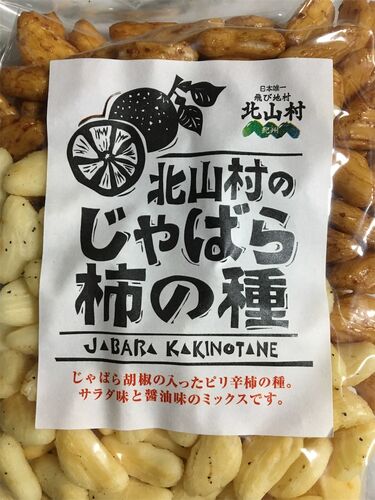 日本唯一
飛び地村
北山村
紀州
北山村の
じゃばら
柿の種
JABARA KAKINOTANE
じゃばら胡椒の入ったピリ辛柿の種。
サラダ味と醤油味のミックスです。